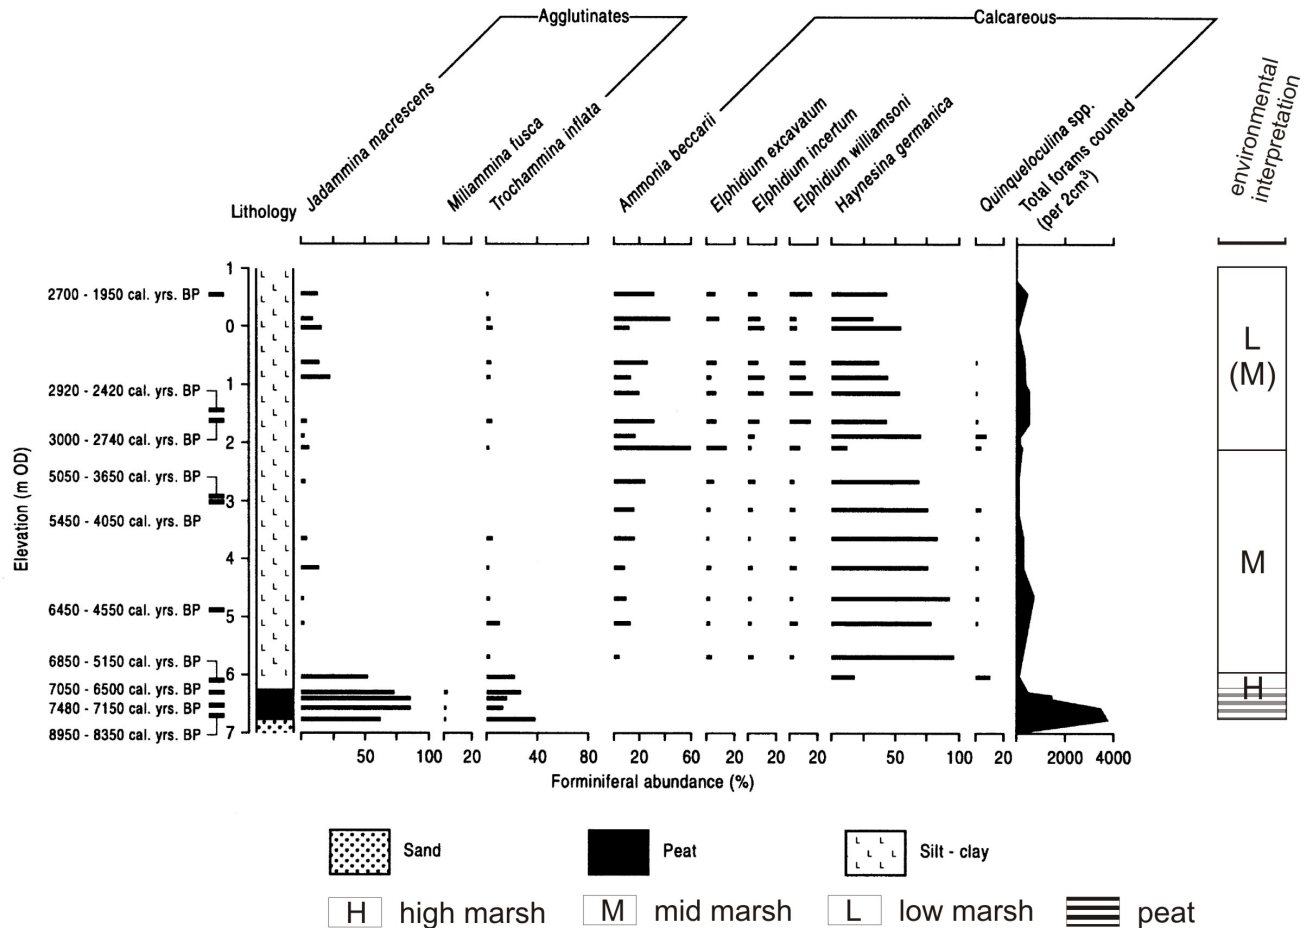 Agglutinates
Calcareous
Jadammina macrescens
Miliammina fusca
Trochammina inflata
Ammonia beccarii
Elphidium excavatum
Elphidium incertum
Elphidium williamsoni
Haynesina germanica
Quinqueloculina spp.
Total forams counted
(per 2cm³)
environmental
interpretation
Lithology
Elevation (m OD)
1
0
1
2
3
4
5
6
7
2700 - 1950 cal. yrs. BP
2920 - 2420 cal. yrs. BP
3000 - 2740 cal. yrs. BP
5050 - 3650 cal. yrs. BP
5450 - 4050 cal. yrs. BP
6450 - 4550 cal. yrs. BP
6850 - 5150 cal. yrs. BP
7050 - 6500 cal. yrs. BP
7480 - 7150 cal. yrs. BP
8950 - 8350 cal. yrs. BP
L
(M)
M
H
50 100 20 40 80 20 60 20 20 20 50 100 20 2000 4000
Forminiferal abundance (%)
Sand
Peat
Silt - clay
H high marsh
M mid marsh
L low marsh
peat